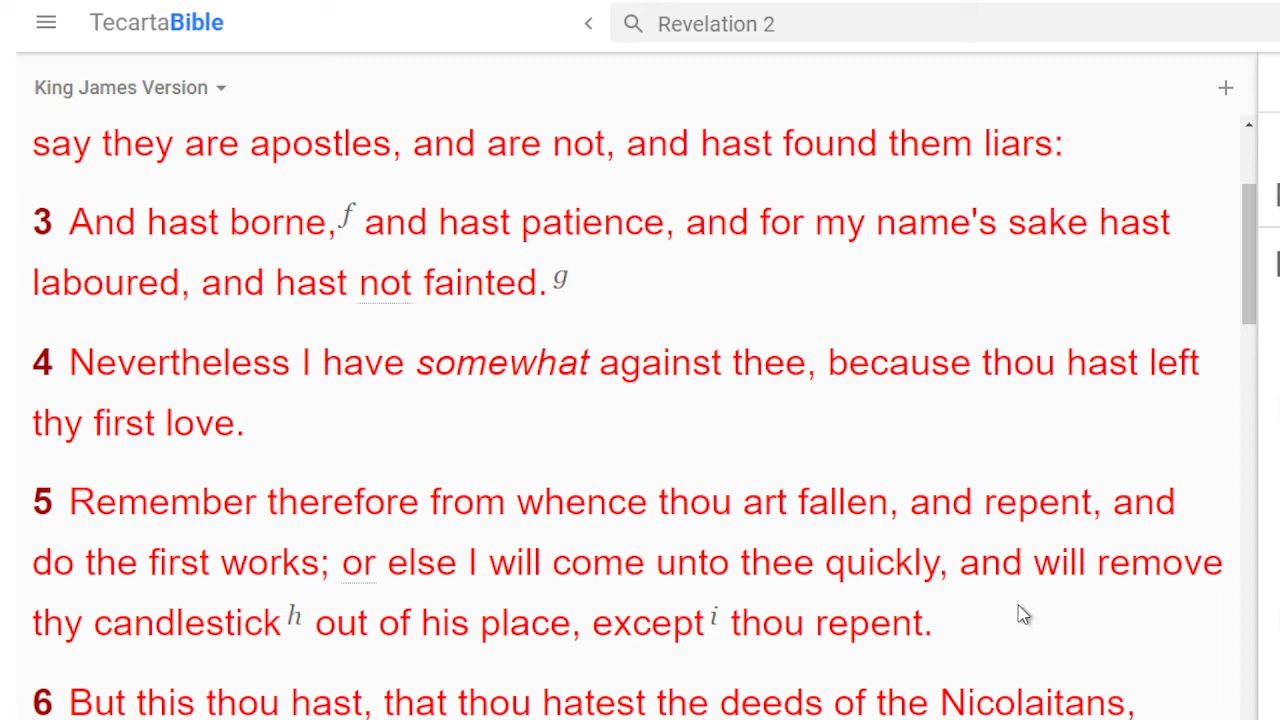 TecartaBible
Revelation 2
King James Version
say they are apostles, and are not, and hast found them liars:
3 And hast borne,f and hast patience, and for my name's sake hast
laboured, and hast not fainted.g
4 Nevertheless I have somewhat against thee, because thou hast left
thy first love.
5 Remember therefore from whence thou art fallen, and repent, and
do the first works; or else I will come unto thee quickly, and will remove
thy candlestickh out of his place, excepti thou repent.
6 But this thou hast, that thou hatest the deeds of the Nicolaitans,